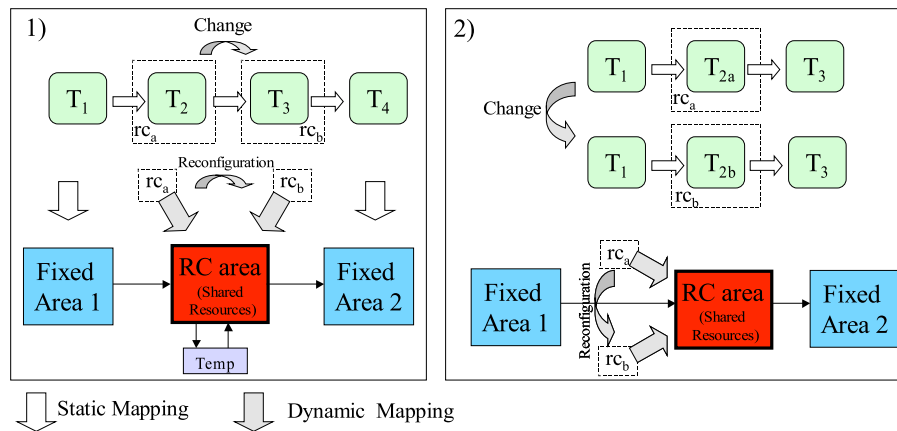 1)
Change
T1
T2
T3
T4
rca
rcb
Reconfiguration
rca
rcb
Fixed
Area 1
RC area
(Shared
Resources)
Fixed
Area 2
Temp
2)
Change
T1
T2a
T3
rca
T1
T2b
T3
rcb
Fixed
Area 1
Reconfiguration
rca
rcb
RC area
(Shared
Resources)
Fixed
Area 2
Static Mapping
Dynamic Mapping